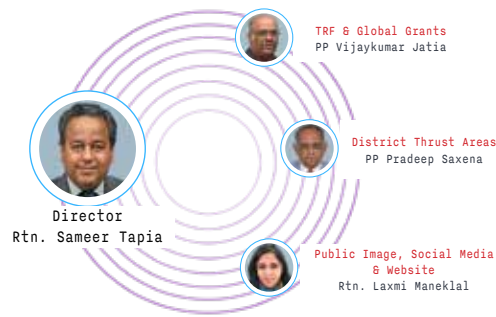 TRF & Global Grants
PP Vijaykumar Jatia
District Thrust Areas
PP Pradeep Saxena
Director
Rtn. Sameer Tapia
Public Image, Social Media
& Website
Rtn. Laxmi Maneklal